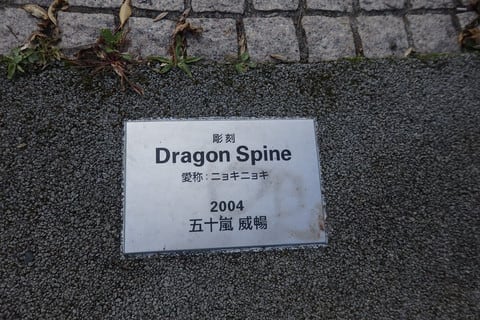 彫刻
Dragon Spine
愛称:ニョキニョキ
2004
五十嵐 威暢